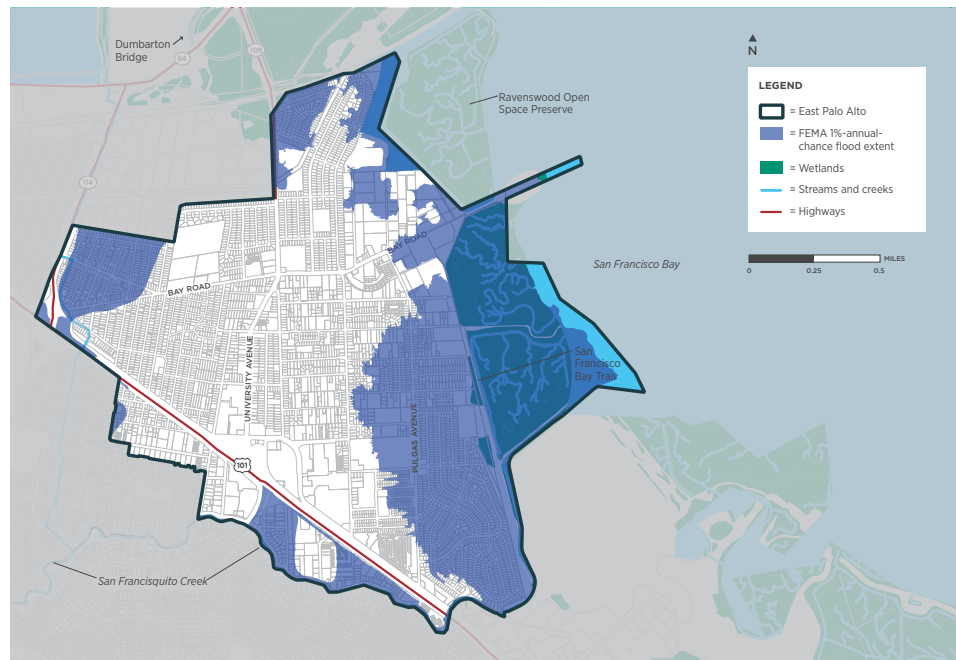 Dumbarton
Bridge
84
109
114
Ravenswood Open
Space Preserve
N
LEGEND
= East Palo Alto
= FEMA 1%-annual-
chance flood extent
= Wetlands
= Streams and creeks
= Highways
MILES
0 0.25 0.5
San Francisco Bay
BAY ROAD
BAY ROAD
UNIVERSITY AVENUE
San
Francisco
Bay Trail
PULGAS AVENUE
101
San Francisquito Creek